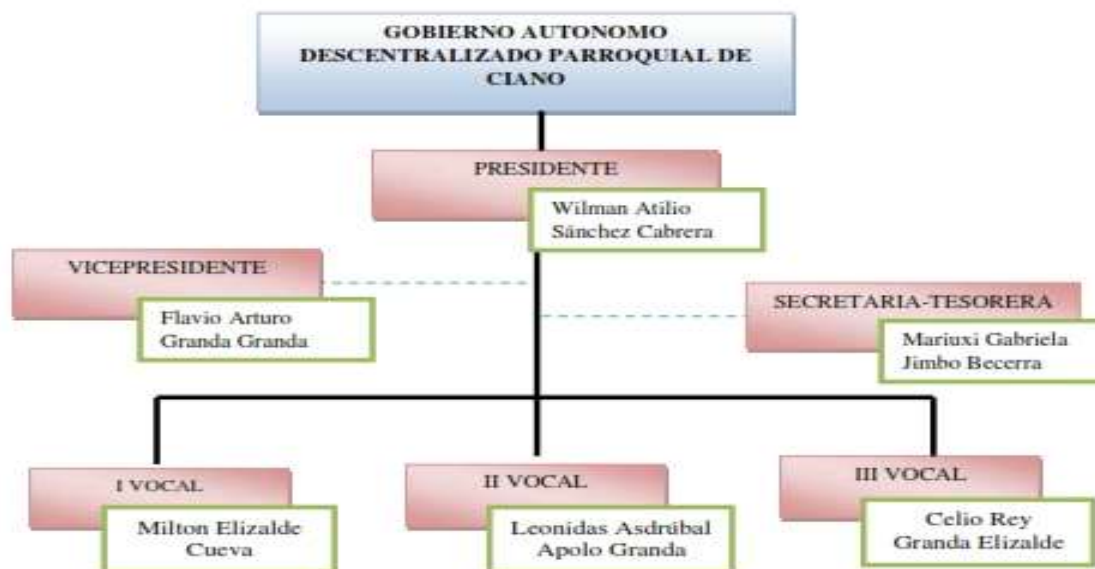 GOBIERNO AUTONOMO
DESCENTRALIZADO PARROQUIAL DE
CIANO
PRESIDENTE
Wilman Atilio
Sánchez Cabrera
VICEPRESIDENTE
Flavio Arturo
Granda Granda
SECRETARIA-TESORERA
Mariuxi Gabriela
Jimbo Becerra
I VOCAL
Milton Elizalde
Cueva
II VOCAL
Leonidas Asdrúbal
Apolo Granda
III VOCAL
Celio Rey
Granda Elizalde